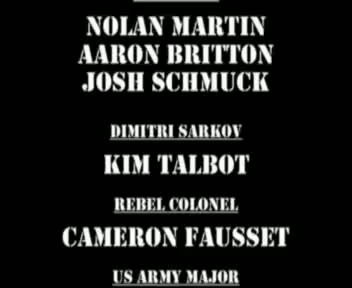 NOLAN MARTIN
AARON BRITTON
JOSH SCHMUCK
DIMITRI SARKOV
KIM TALBOT
REBEL COLONEL
CAMERON FAUSSET
US ARMY MAJOR